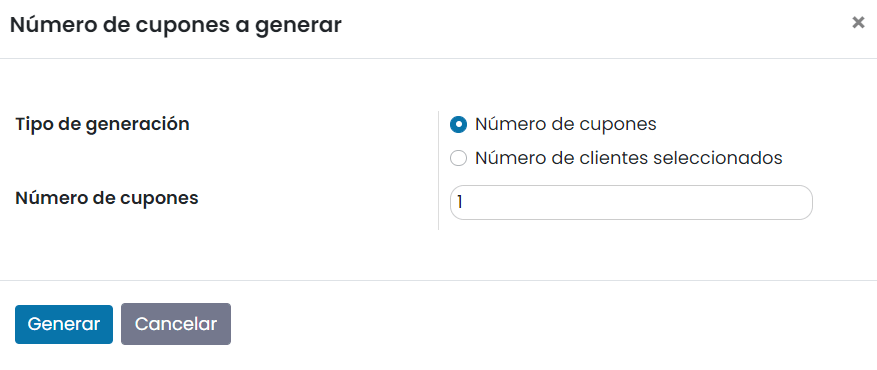 Número de cupones a generar ×
Tipo de generación
Número de cupones
Número de clientes seleccionados
Número de cupones
1
Generar Cancelar